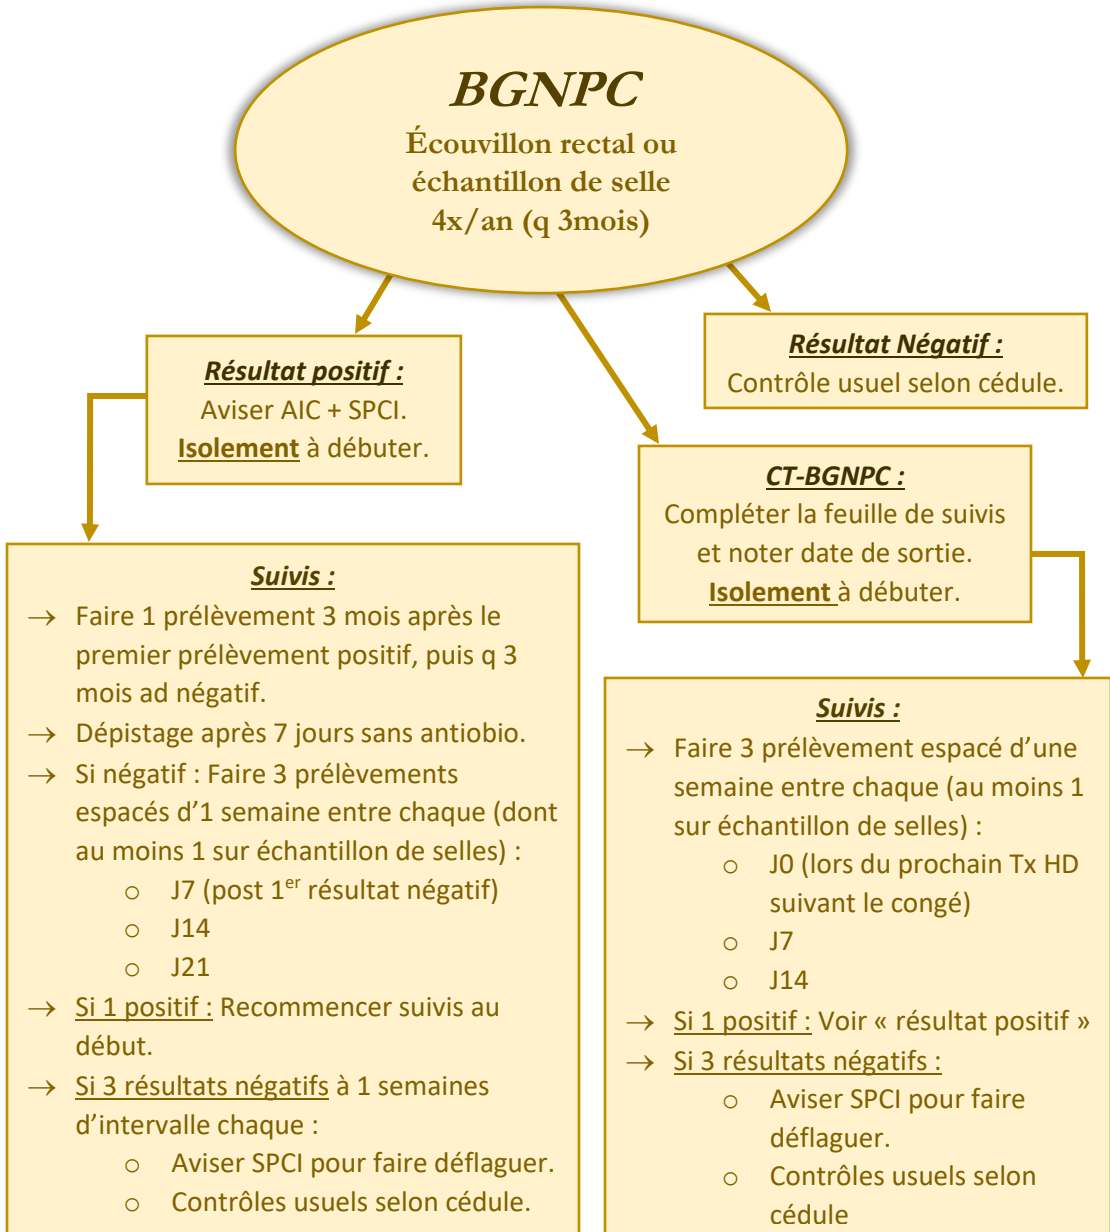 BGNPC
Écouvillon rectal ou
échantillon de selle
4x/an (q 3mois)
Résultat positif :
Aviser AIC + SPCI.
Isolement à débuter.
Résultat Négatif :
Contrôle usuel selon cédule.
CT-BGNPC :
Compléter la feuille de suivis
et noter date de sortie.
Isolement à débuter.
Suivis :
→ Faire 1 prélèvement 3 mois après le
premier prélèvement positif, puis q 3
mois ad négatif.
→ Dépistage après 7 jours sans antiobio.
→ Si négatif : Faire 3 prélèvements
espacés d’1 semaine entre chaque (dont
au moins 1 sur échantillon de selles) :
o J7 (post 1er résultat négatif)
o J14
o J21
→ Si 1 positif : Recommencer suivis au
début.
→ Si 3 résultats négatifs à 1 semaines
d’intervalle chaque :
o Aviser SPCI pour faire déflaguer.
o Contrôles usuels selon cédule.
Suivis :
→ Faire 3 prélèvement espacé d’une
semaine entre chaque (au moins 1
sur échantillon de selles) :
o J0 (lors du prochain Tx HD
suivant le congé)
o J7
o J14
→ Si 1 positif : Voir « résultat positif »
→ Si 3 résultats négatifs :
o Aviser SPCI pour faire
déflaguer.
o Contrôles usuels selon
cédule